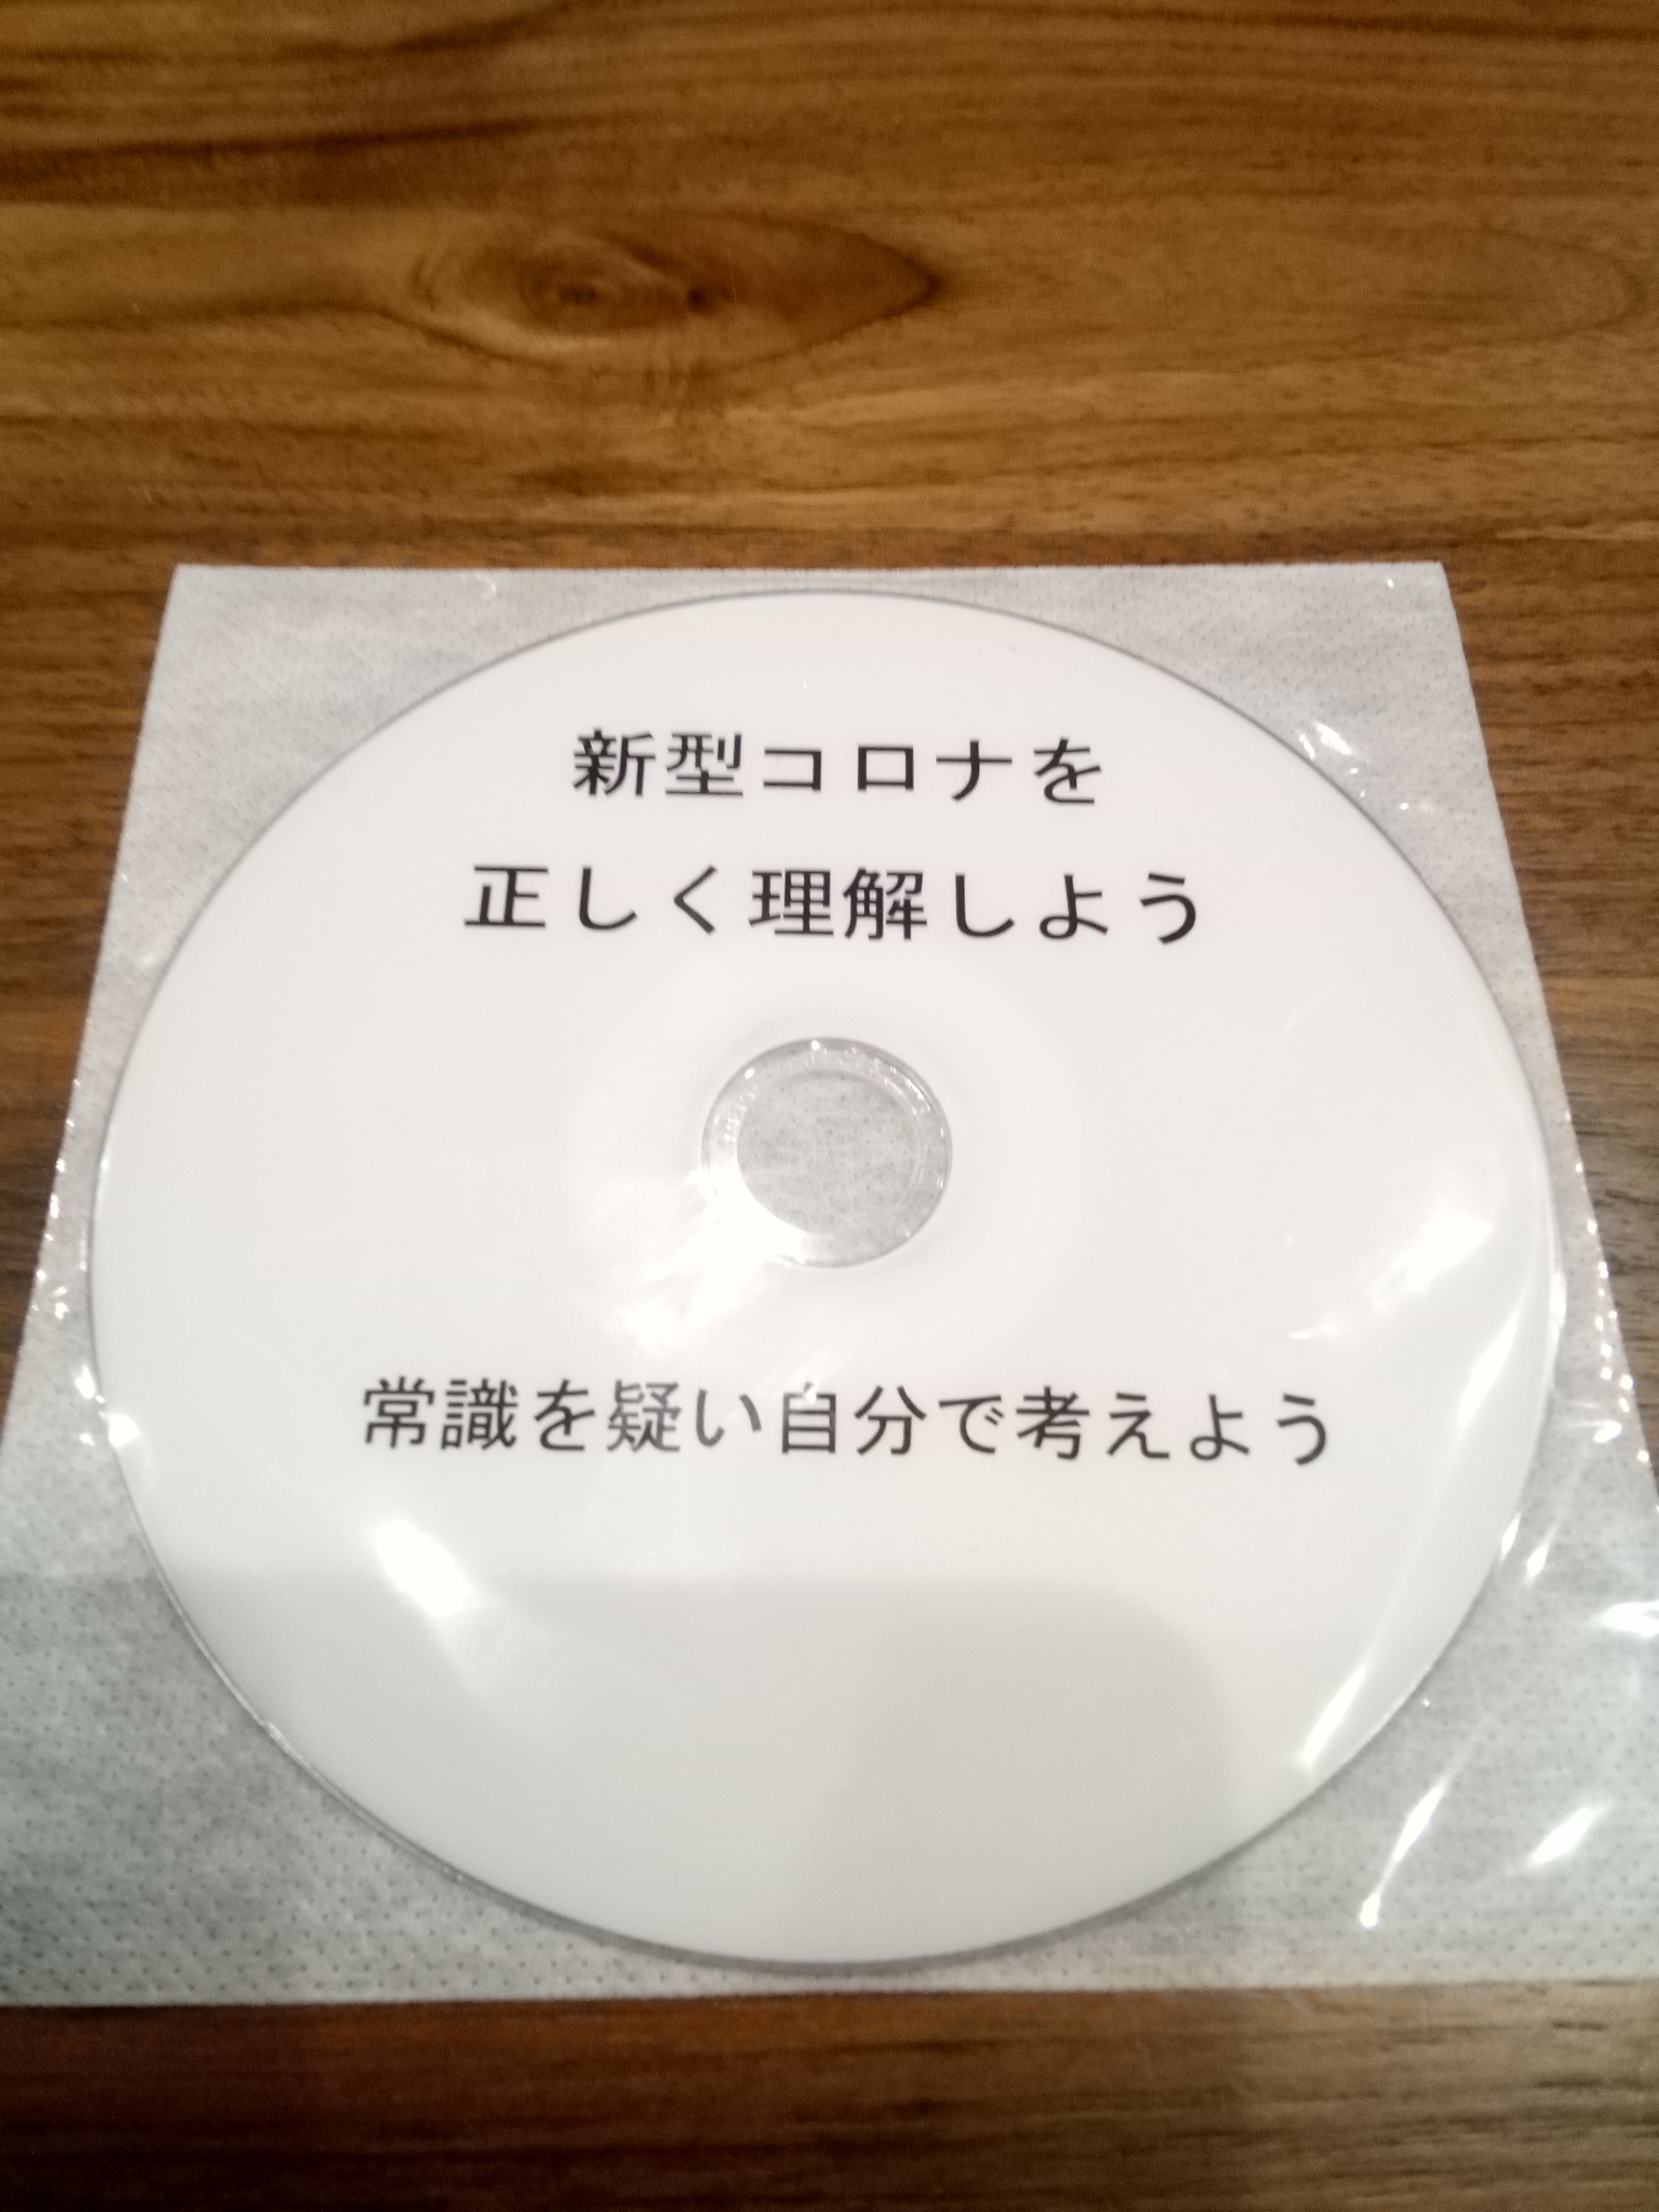 新型コロナを
正しく理解しよう
常識を疑い自分で考えよう